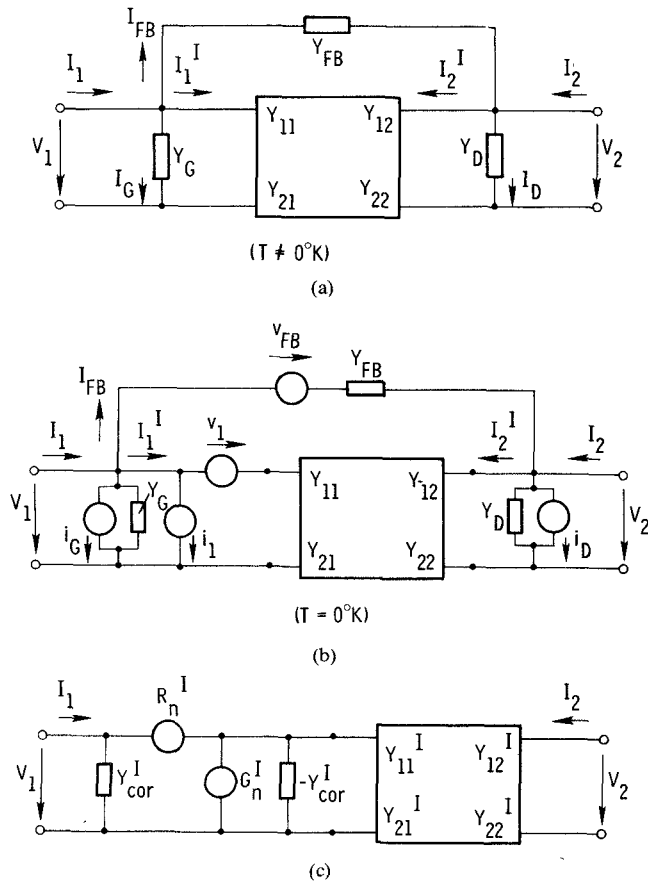 I_FB
Y_FB
I_1
I_1^I
I_2^I
I_2
V_1
Y_G
I_G
Y_11
Y_12
Y_21
Y_22
Y_D
I_D
V_2
(T ≠ 0°K)
(a)
v_FB
Y_FB
I_FB
I_1
I_1^I
v_1
I_2^I
I_2
V_1
Y_G
i_G
i_1
Y_11
Y_12
Y_21
Y_22
Y_D
i_D
V_2
(T = 0°K)
(b)
I_1
R_n^I
I_2
V_1
Y_cor^I
G_n^I
-Y_cor^I
Y_11^I
Y_12^I
Y_21^I
Y_22^I
V_2
(c)